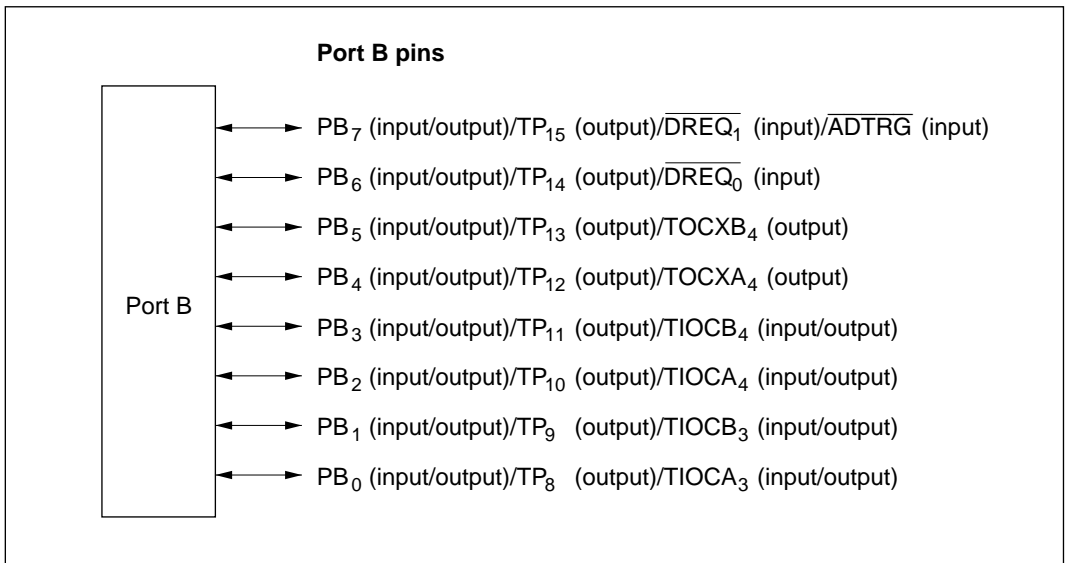 Port B pins
PB₇ (input/output)/TP₁₅ (output)/D̅R̅E̅Q̅₁̅ (input)/A̅D̅T̅R̅G̅ (input)
PB₆ (input/output)/TP₁₄ (output)/D̅R̅E̅Q̅₀̅ (input)
PB₅ (input/output)/TP₁₃ (output)/TOCXB₄ (output)
PB₄ (input/output)/TP₁₂ (output)/TOCXA₄ (output)
Port B
PB₃ (input/output)/TP₁₁ (output)/TIOCB₄ (input/output)
PB₂ (input/output)/TP₁₀ (output)/TIOCA₄ (input/output)
PB₁ (input/output)/TP₉ (output)/TIOCB₃ (input/output)
PB₀ (input/output)/TP₈ (output)/TIOCA₃ (input/output)